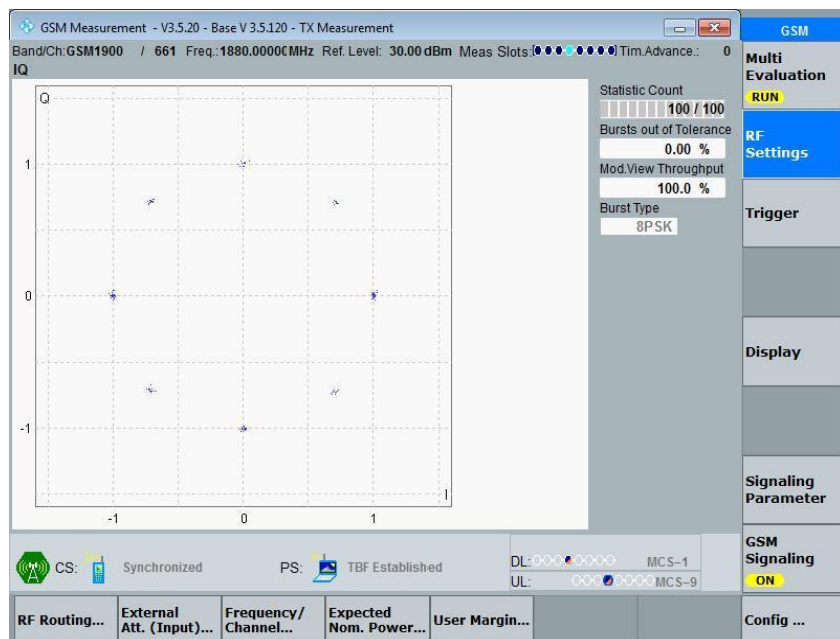 GSM Measurement - V3.5.20 - Base V 3.5.120 - TX Measurement
Band/Ch:GSM1900 / 661 Freq.:1880.0000(MHz Ref. Level: 30.00 dBm Meas Slots: Tim.Advance.: 0
IQ
Q
1
0
-1
I
-1 0 1
Statistic Count
100 / 100
Bursts out of Tolerance
0.00 %
Mod.View Throughput
100.0 %
Burst Type
8PSK
GSM
Multi
Evaluation
RUN
RF
Settings
Trigger
Display
Signaling
Parameter
GSM
Signaling
ON
Config ...
CS: Synchronized PS: TBF Established
DL: MCS-1
UL: MCS-9
RF Routing...
External
Att. (Input)...
Frequency/
Channel...
Expected
Nom. Power...
User Margin...